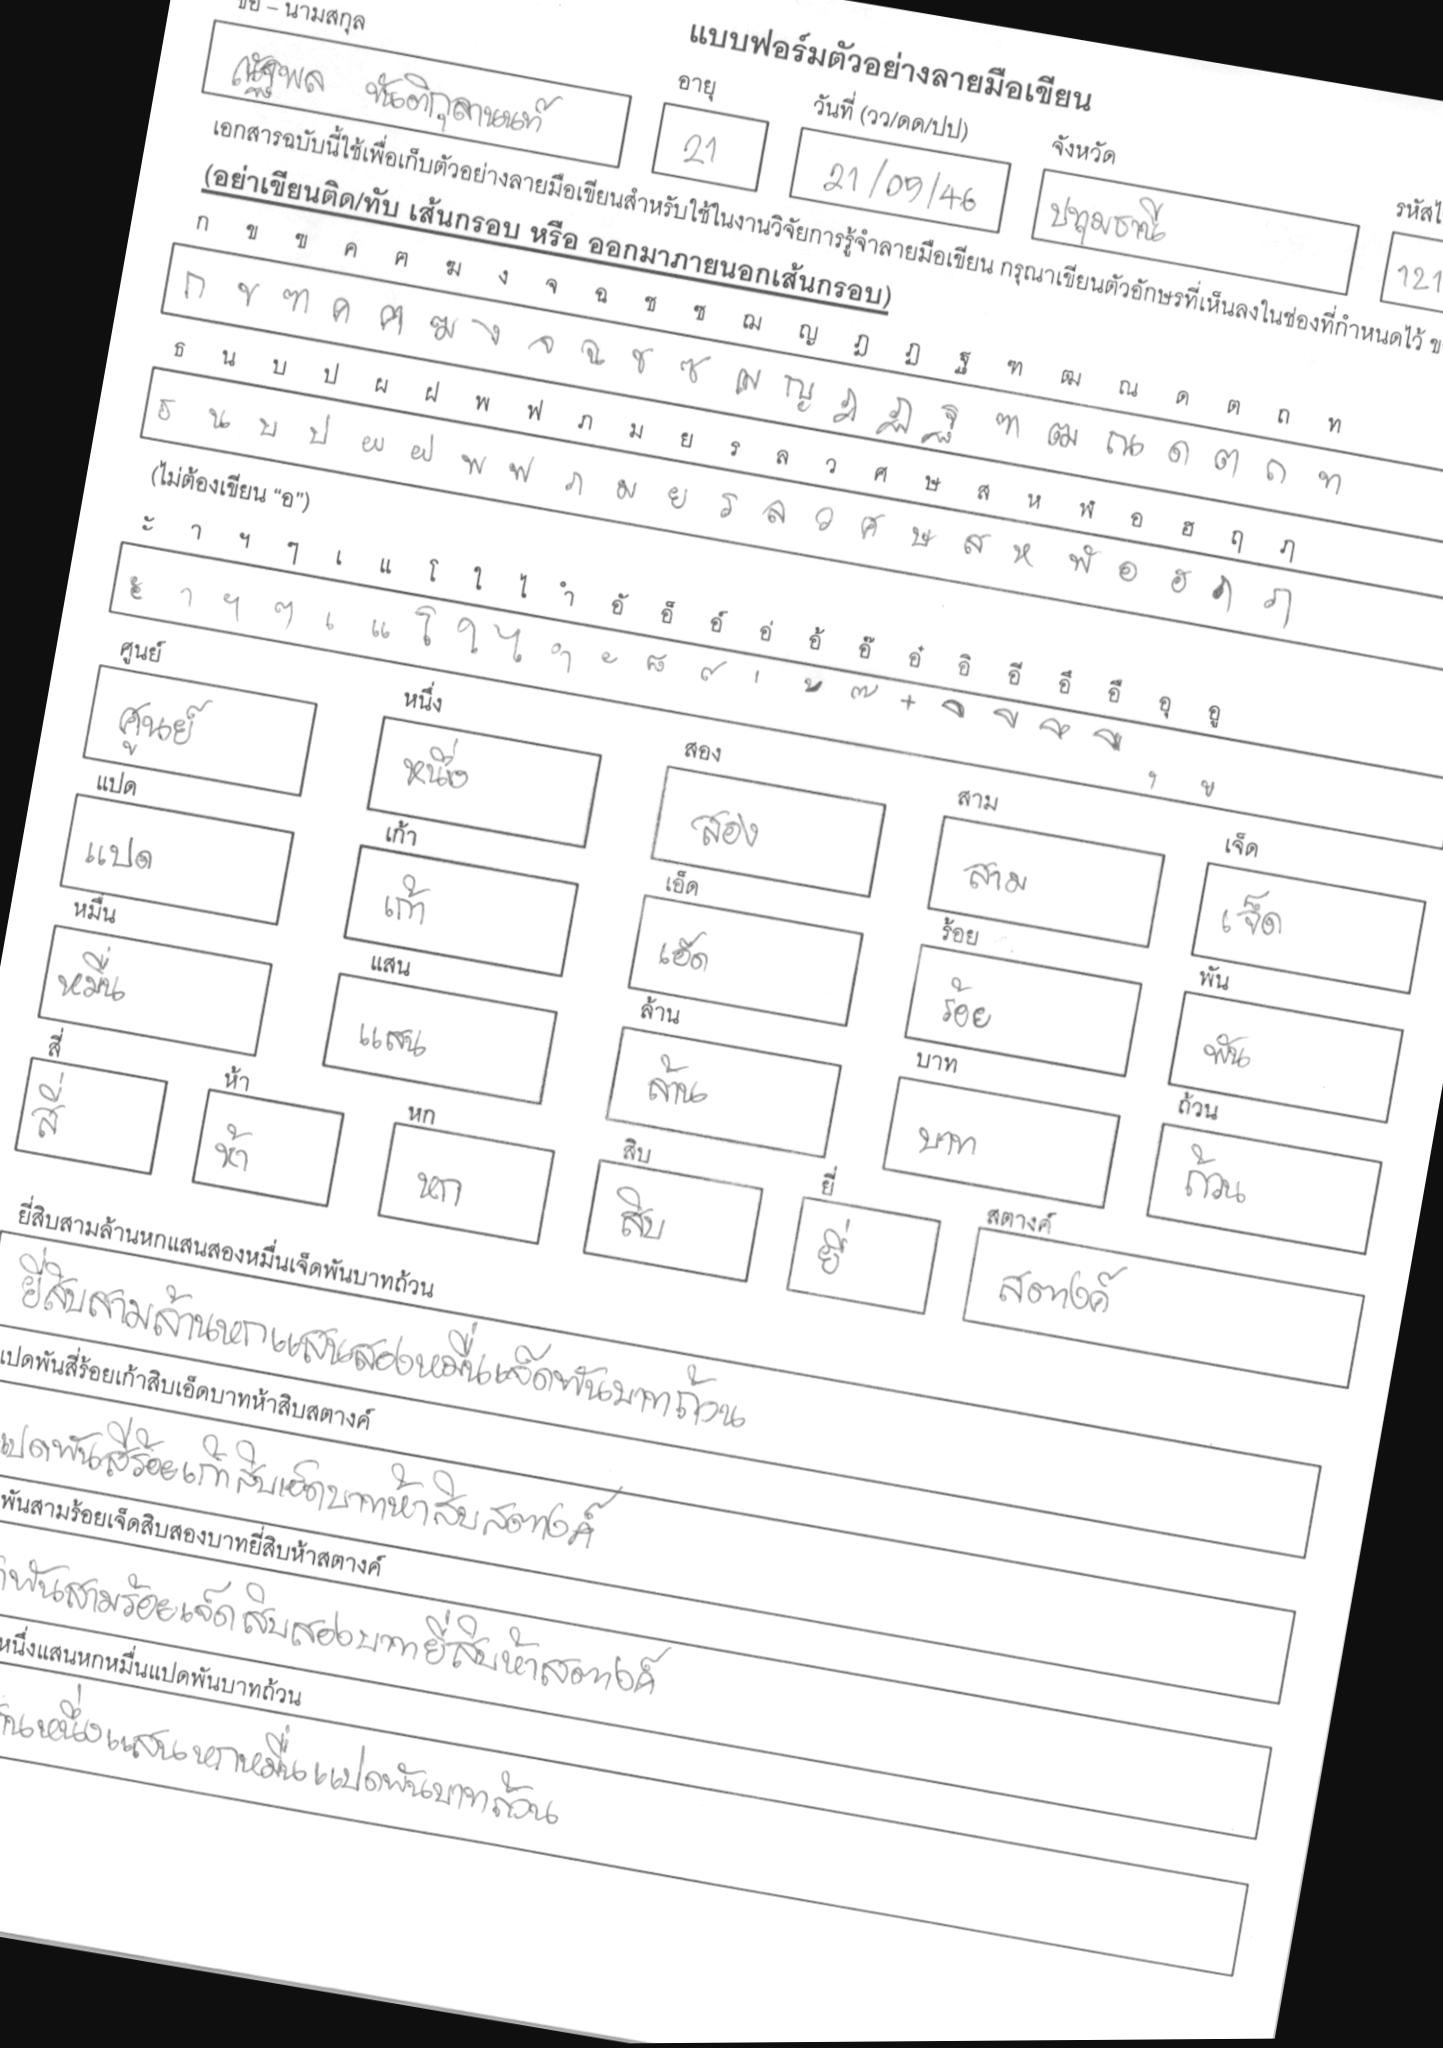 แบบฟอร์มตัวอย่างลายมือเขียน
ชื่อ – นามสกุล อายุ วันที่ (วว/ดด/ปป) จังหวัด
ณัฐพล 21 21/09/46 ปทุมธานี 121
เอกสารฉบับนี้ใช้เพื่อเก็บตัวอย่างลายมือเขียนสำหรับใช้ในงานวิจัยการรู้จำลายมือเขียน กรุณาเขียนตัวอักษรที่เห็นลงในช่องที่กำหนดไว้
(อย่าเขียนติด/ทับ เส้นกรอบ หรือ ออกมาภายนอกเส้นกรอบ)
ก ข ฃ ค ฅ ฆ ง จ ฉ ช ซ ฌ ญ ฎ ฏ ฐ ฑ ฒ ณ ด ต ถ ท
ก ข ฃ ค ฅ ฆ ง จ ฉ ช ซ ฌ ญ ฎ ฏ ฐ ฑ ฒ ณ ด ต ถ ท
ธ น บ ป ผ ฝ พ ฟ ภ ม ย ร ล ว ศ ษ ส ห ฬ อ ฮ ฤ ฦ
ธ น บ ป ผ ฝ พ ฟ ภ ม ย ร ล ว ศ ษ ส ห ฬ อ ฮ ฤ ฦ
(ไม่ต้องเขียน “อ”)
ะ า ฯ ๆ เ แ โ ใ ไ ำ อั อ็ อ์ อ่ อ้ อ๊ อ๋ อิ อี อึ อื อุ อู
ะ า ฯ ๆ เ แ โ ใ ไ ำ ั ็ ์ ่ ้ ๊ ๋ ิ ี ึ ื ุ ู
ศูนย์ หนึ่ง สอง สาม เจ็ด
ศูนย์ หนึ่ง สอง สาม เจ็ด
แปด เก้า เอ็ด ร้อย พัน
แปด เก้า เอ็ด ร้อย พัน
หมื่น แสน ล้าน บาท ถ้วน
หมื่น แสน ล้าน บาท ถ้วน
สี่ ห้า หก สิบ ยี่ สตางค์
สี่ ห้า หก สิบ ยี่ สตางค์
ยี่สิบสามล้านหกแสนสองหมื่นเจ็ดพันบาทถ้วน
ยี่สิบสามล้านหกแสนสองหมื่นเจ็ดพันบาทถ้วน
แปดพันสี่ร้อยเก้าสิบเอ็ดบาทห้าสิบสตางค์
แปดพันสี่ร้อยเก้าสิบเอ็ดบาทห้าสิบสตางค์
พันสามร้อยเจ็ดสิบสองบาทยี่สิบห้าสตางค์
พันสามร้อยเจ็ดสิบสองบาทยี่สิบห้าสตางค์
หนึ่งแสนหกหมื่นแปดพันบาทถ้วน
หนึ่งแสนหกหมื่นแปดพันบาทถ้วน